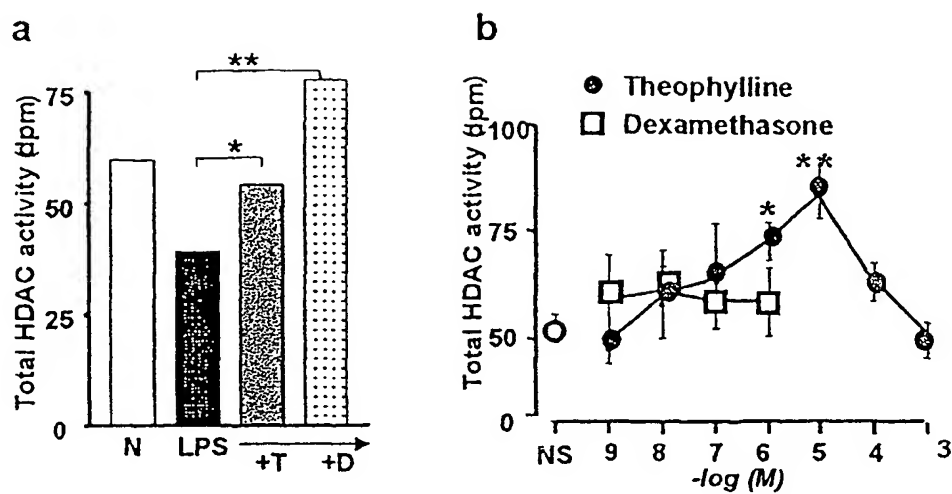 a
Total HDAC activity (dpm)
75
50
25
0
**
*
N LPS +T +D
b
Theophylline
Dexamethasone
Total HDAC activity (dpm)
100
75
50
0
*
**
NS 9 8 7 6 5 4 3
-log (M)